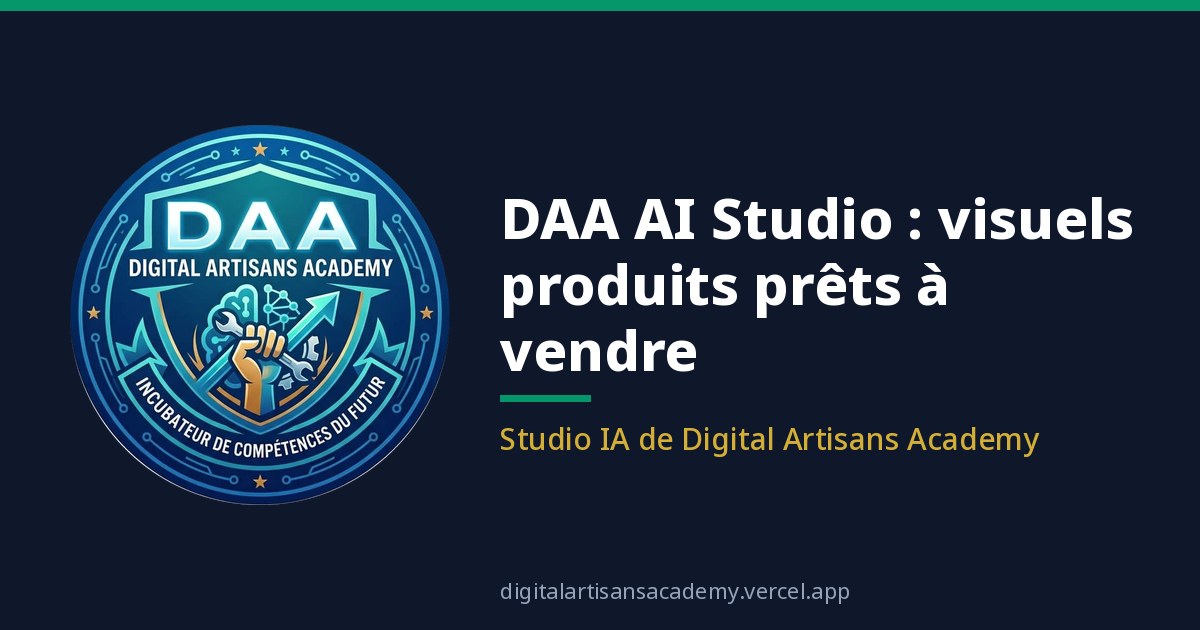 DAA
DIGITAL ARTISANS ACADEMY
INCUBATEUR DE COMPÉTENCES DU FUTUR
DAA AI Studio : visuels
produits prêts à
vendre
Studio IA de Digital Artisans Academy
digitalartisansacademy.vercel.app